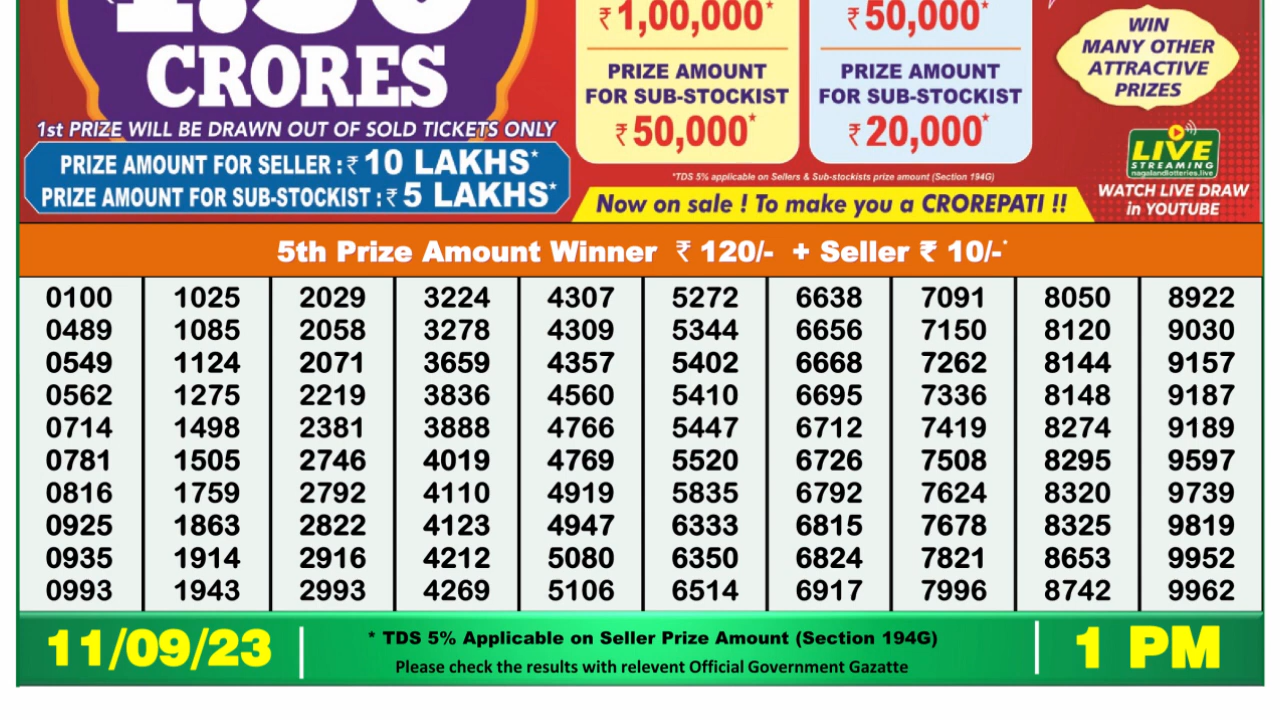 CRORES
1st PRIZE WILL BE DRAWN OUT OF SOLD TICKETS ONLY
PRIZE AMOUNT FOR SELLER : ₹ 10 LAKHS*
PRIZE AMOUNT FOR SUB-STOCKIST : ₹ 5 LAKHS*
₹ 1,00,000*
PRIZE AMOUNT
FOR SUB-STOCKIST
₹ 50,000*
₹ 50,000*
PRIZE AMOUNT
FOR SUB-STOCKIST
₹ 20,000*
*TDS 5% applicable on Sellers & Sub-stockists prize amount (Section 194G)
Now on sale ! To make you a CROREPATI !!
WIN
MANY OTHER
ATTRACTIVE
PRIZES
LIVE
STREAMING
nagalandlotteries.live
WATCH LIVE DRAW
in YOUTUBE
5th Prize Amount Winner ₹ 120/- + Seller ₹ 10/-*
0100 1025 2029 3224 4307 5272 6638 7091 8050 8922
0489 1085 2058 3278 4309 5344 6656 7150 8120 9030
0549 1124 2071 3659 4357 5402 6668 7262 8144 9157
0562 1275 2219 3836 4560 5410 6695 7336 8148 9187
0714 1498 2381 3888 4766 5447 6712 7419 8274 9189
0781 1505 2746 4019 4769 5520 6726 7508 8295 9597
0816 1759 2792 4110 4919 5835 6792 7624 8320 9739
0925 1863 2822 4123 4947 6333 6815 7678 8325 9819
0935 1914 2916 4212 5080 6350 6824 7821 8653 9952
0993 1943 2993 4269 5106 6514 6917 7996 8742 9962
11/09/23
* TDS 5% Applicable on Seller Prize Amount (Section 194G)
Please check the results with relevent Official Government Gazatte
1 PM